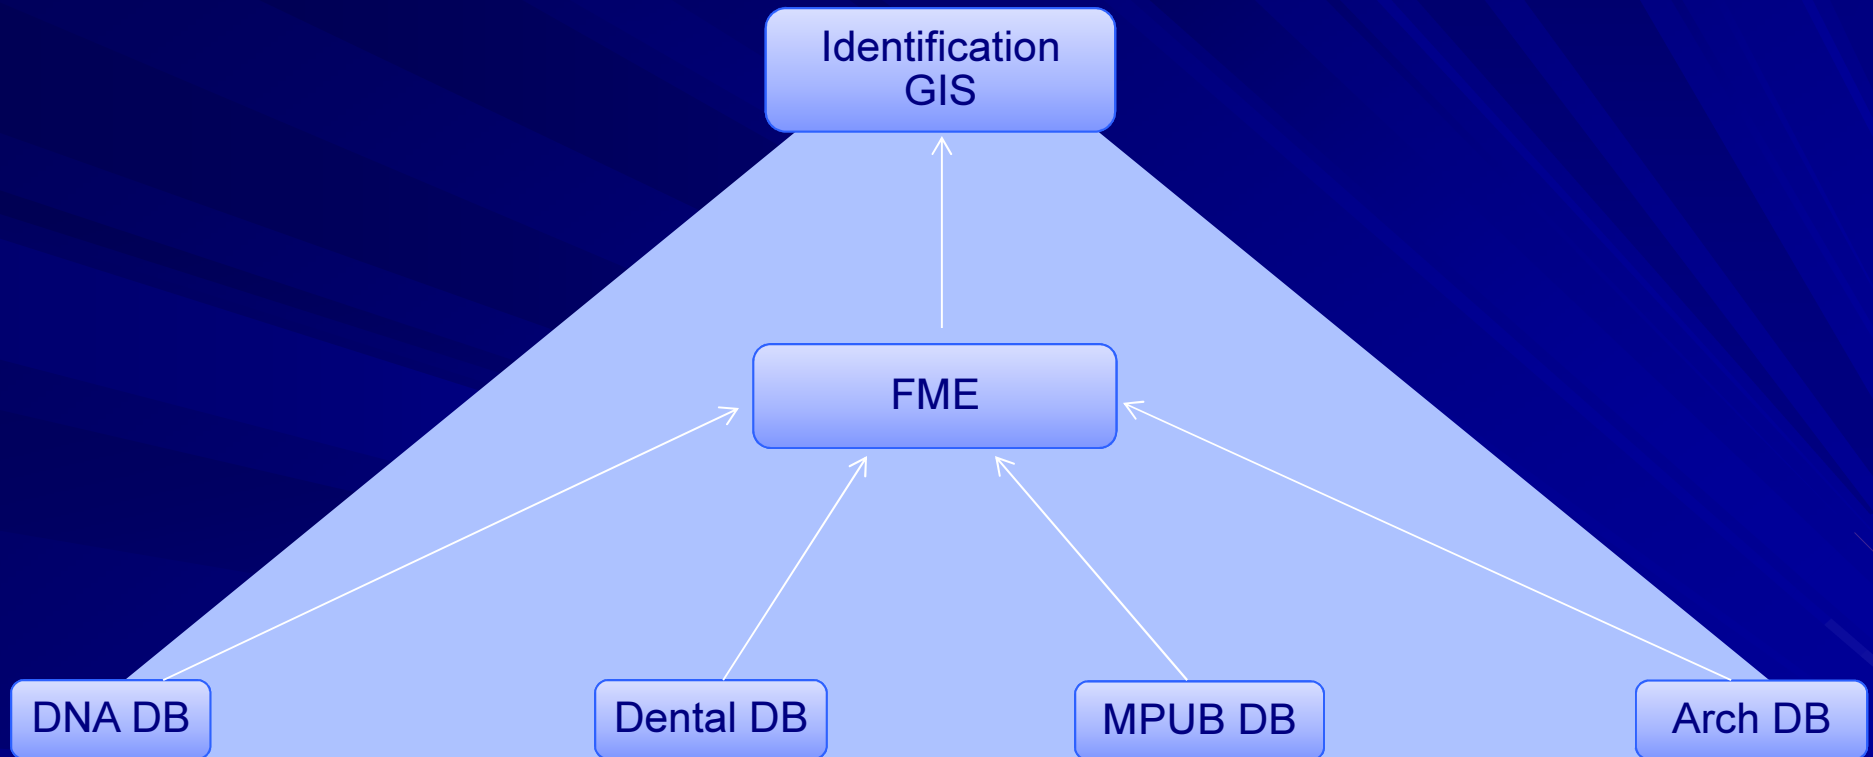 Identification
GIS
FME
DNA DB
Dental DB
MPUB DB
Arch DB